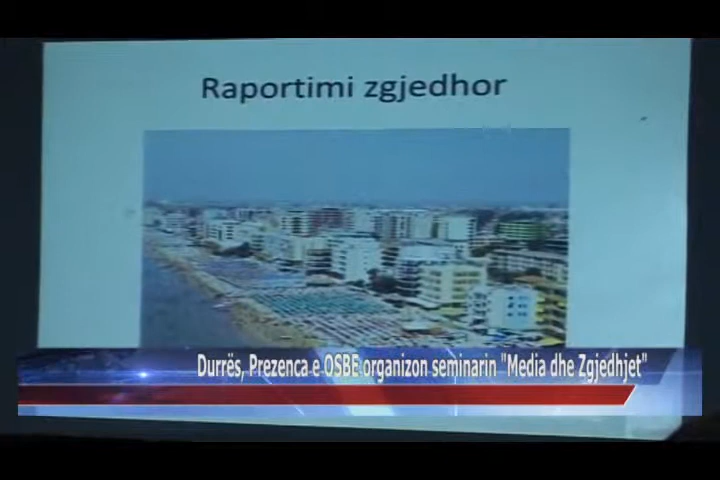 Raportimi zgjedhor
Durrës, Prezenca e OSBE organizon seminarin "Media dhe Zgjedhjet"